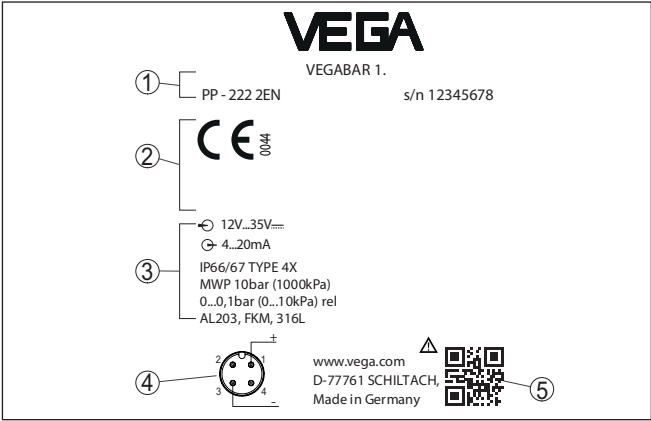 VEGA
VEGABAR 1.
1
PP - 222 2EN s/n 12345678
CE 0044
2
12V...35V
4...20mA
3
IP66/67 TYPE 4X
MWP 10bar (1000kPa)
0...0,1bar (0...10kPa) rel
AL203, FKM, 316L
+
2 1
4
3 4
-
www.vega.com
D-77761 SCHILTACH,
Made in Germany
5